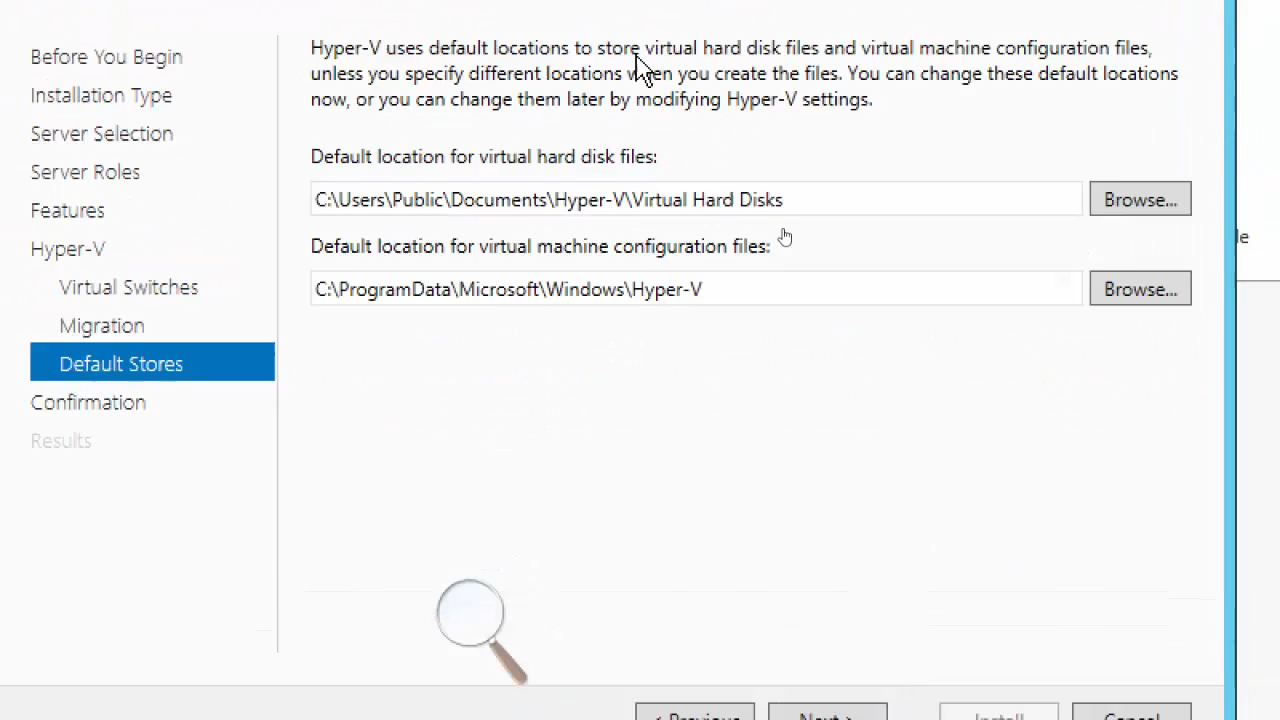 Before You Begin
Installation Type
Server Selection
Server Roles
Features
Hyper-V
Virtual Switches
Migration
Default Stores
Confirmation
Results
Hyper-V uses default locations to store virtual hard disk files and virtual machine configuration files,
unless you specify different locations when you create the files. You can change these default locations
now, or you can change them later by modifying Hyper-V settings.
Default location for virtual hard disk files:
C:\Users\Public\Documents\Hyper-V\Virtual Hard Disks
Browse...
Default location for virtual machine configuration files:
C:\ProgramData\Microsoft\Windows\Hyper-V
Browse...
< Previous
Next >
Install
Cancel